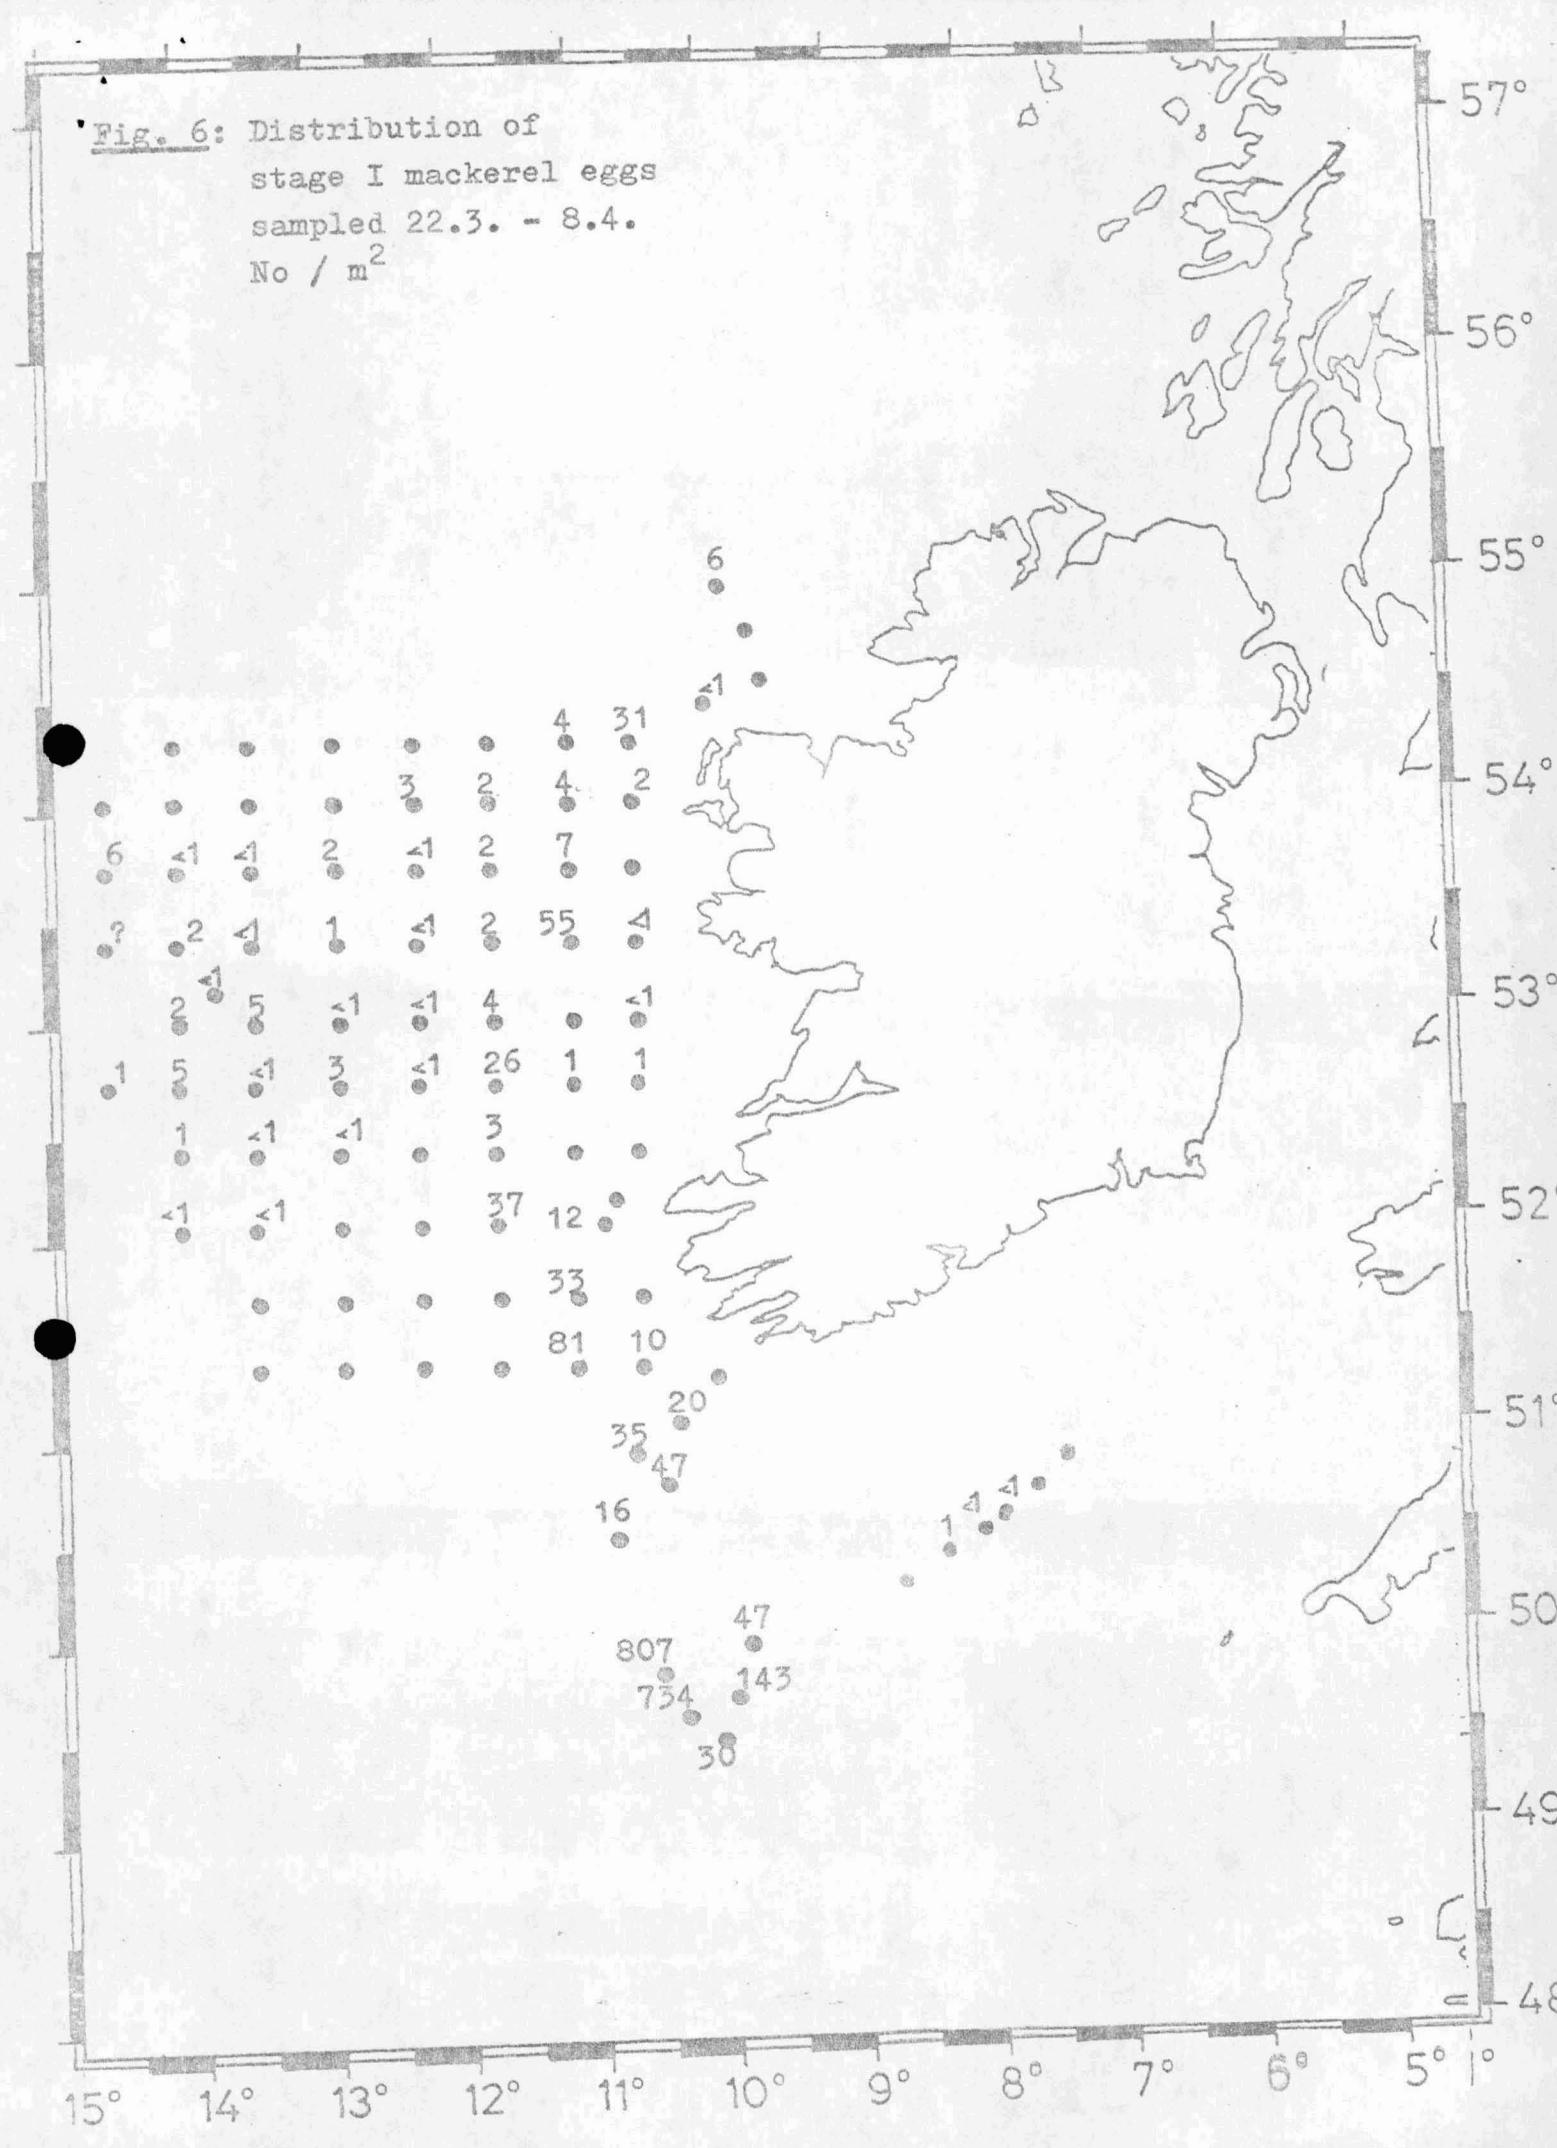 Fig. 6: Distribution of
stage I mackerel eggs
sampled 22.3. - 8.4.
No / m²
57°
56°
55°
6
<1
4 31
54°
3 2 4 2
6 <1 <1 2 <1 2 7
? 2 <1 1 <1 2 55 <1
<1
53°
2 5 <1 <1 4 <1
1 5 <1 3 <1 26 1 1
1 <1 <1 3
52°
<1 <1 37 12
33
81 10
51°
20
35
47
16 1 <1 <1
50
47
807
143
734
30
49
48
15° 14° 13° 12° 11° 10° 9° 8° 7° 6° 5°